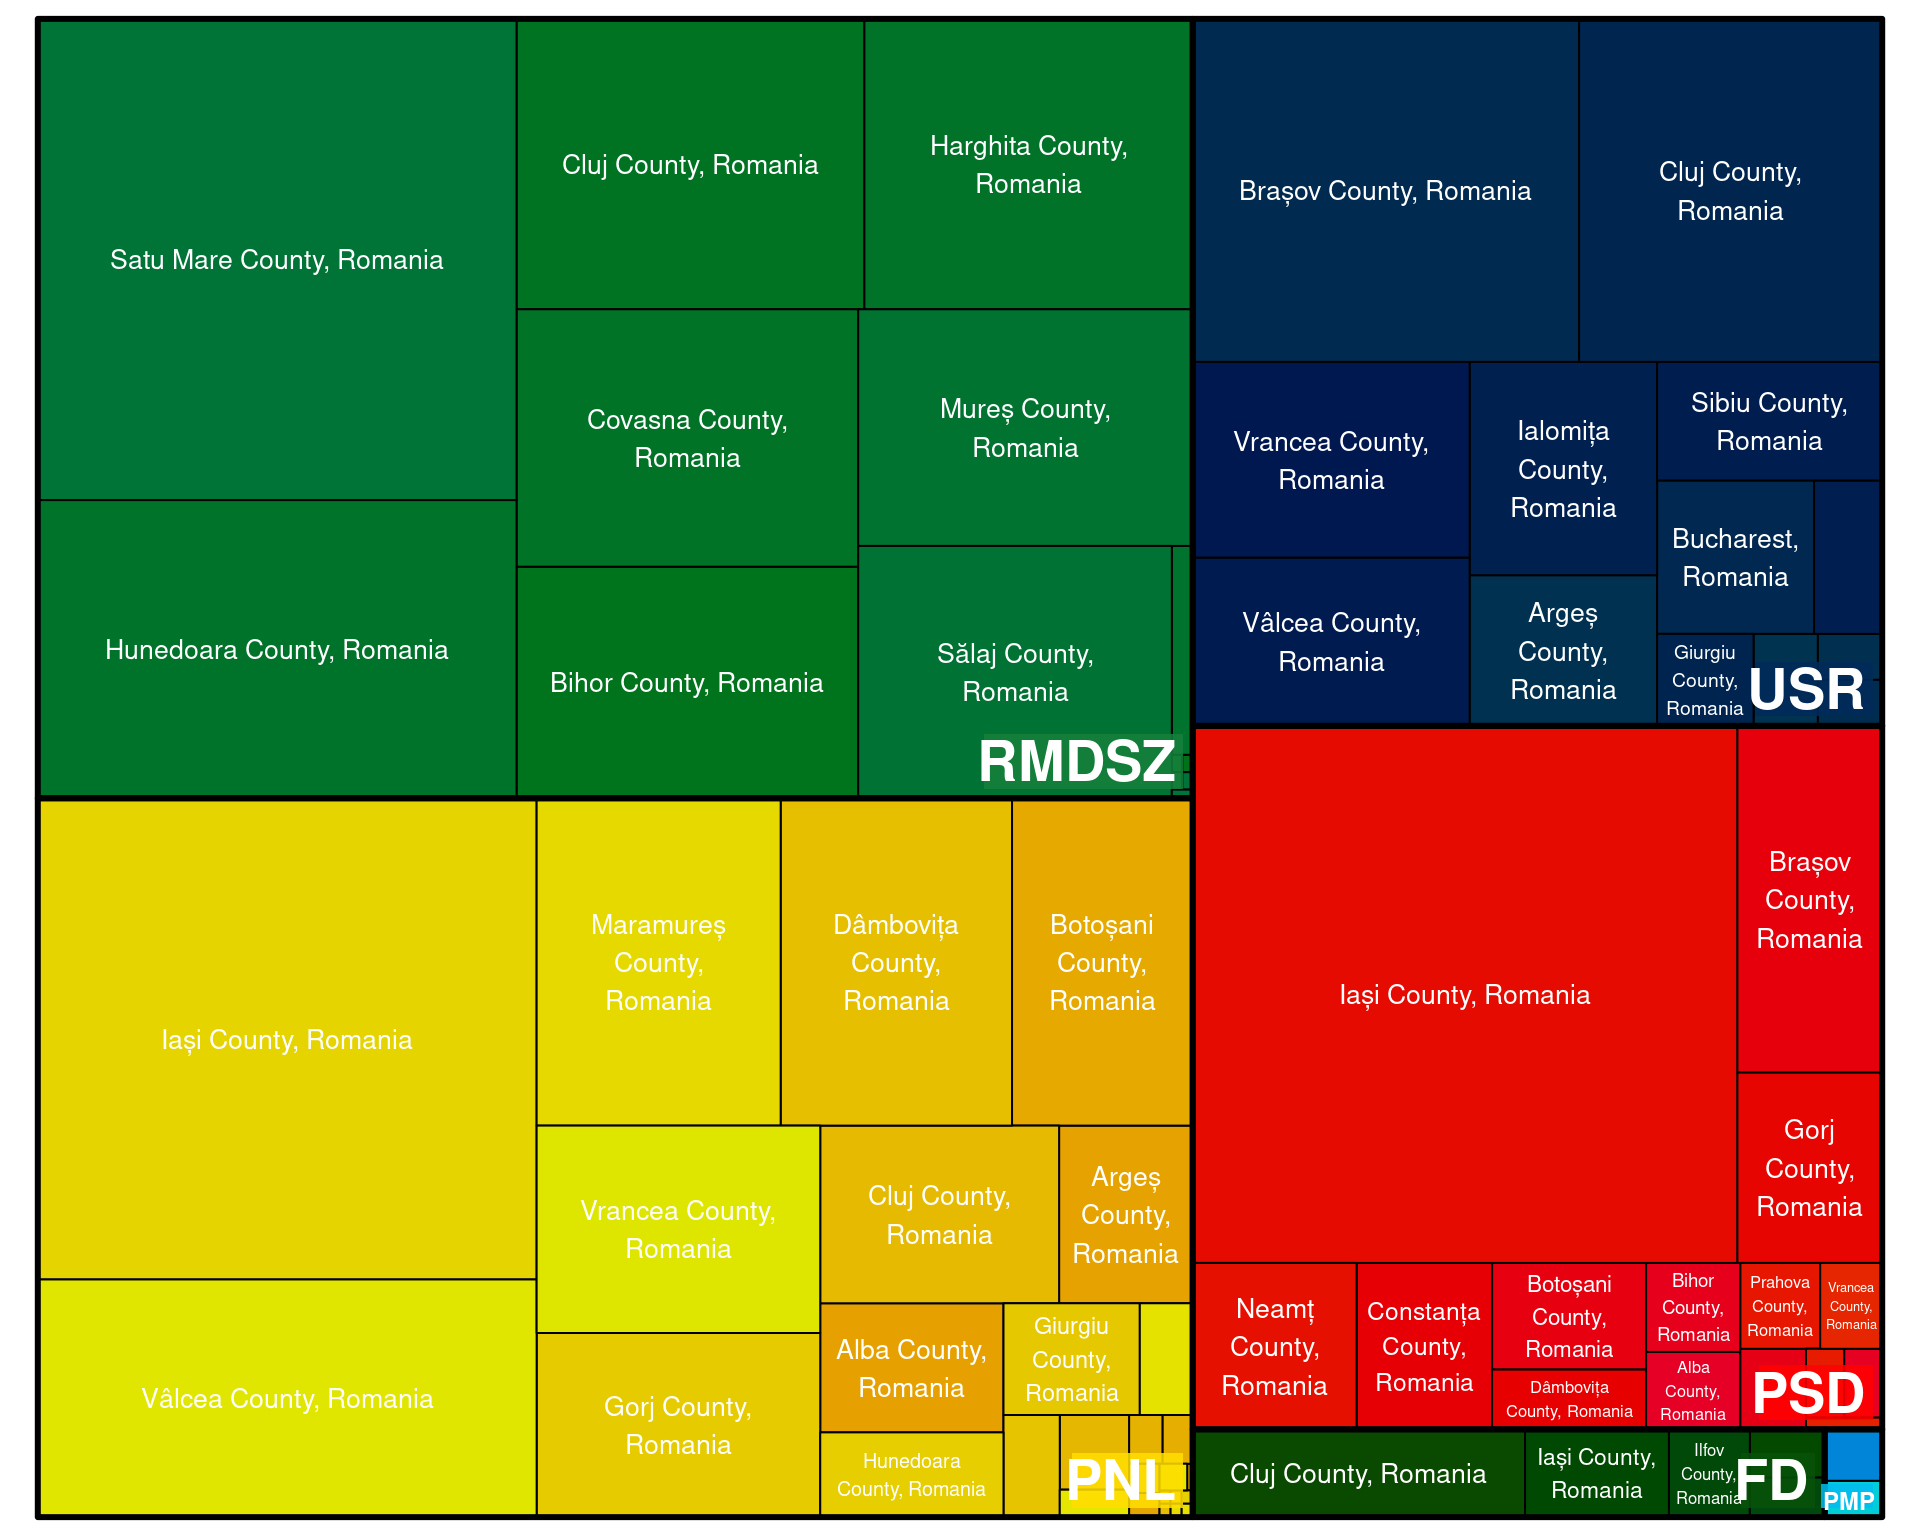 Satu Mare County, Romania
Hunedoara County, Romania
Cluj County, Romania
Harghita County,
Romania
Covasna County,
Romania
Mureș County,
Romania
Bihor County, Romania
Sălaj County,
Romania
RMDSZ
Brașov County, Romania
Cluj County,
Romania
Vrancea County,
Romania
Ialomița
County,
Romania
Sibiu County,
Romania
Bucharest,
Romania
Vâlcea County,
Romania
Argeș
County,
Romania
Giurgiu
County,
Romania
USR
Iași County, Romania
Vâlcea County, Romania
Maramureș
County,
Romania
Dâmbovița
County,
Romania
Botoșani
County,
Romania
Vrancea County,
Romania
Cluj County,
Romania
Argeș
County,
Romania
Gorj County,
Romania
Alba County,
Romania
Giurgiu
County,
Romania
Hunedoara
County, Romania
PNL
Iași County, Romania
Brașov
County,
Romania
Gorj
County,
Romania
Neamț
County,
Romania
Constanța
County,
Romania
Botoșani
County,
Romania
Dâmbovița
County, Romania
Bihor
County,
Romania
Alba
County,
Romania
Prahova
County,
Romania
Vrancea
County,
Romania
PSD
Cluj County, Romania
Iași County,
Romania
Ilfov
County,
Romania
FD
PMP